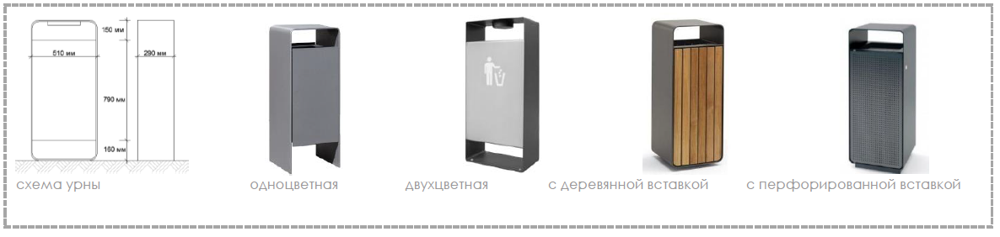 150 мм
510 мм
290 мм
790 мм
160 мм
схема урны
одноцветная
двухцветная
с деревянной вставкой
с перфорированной вставкой